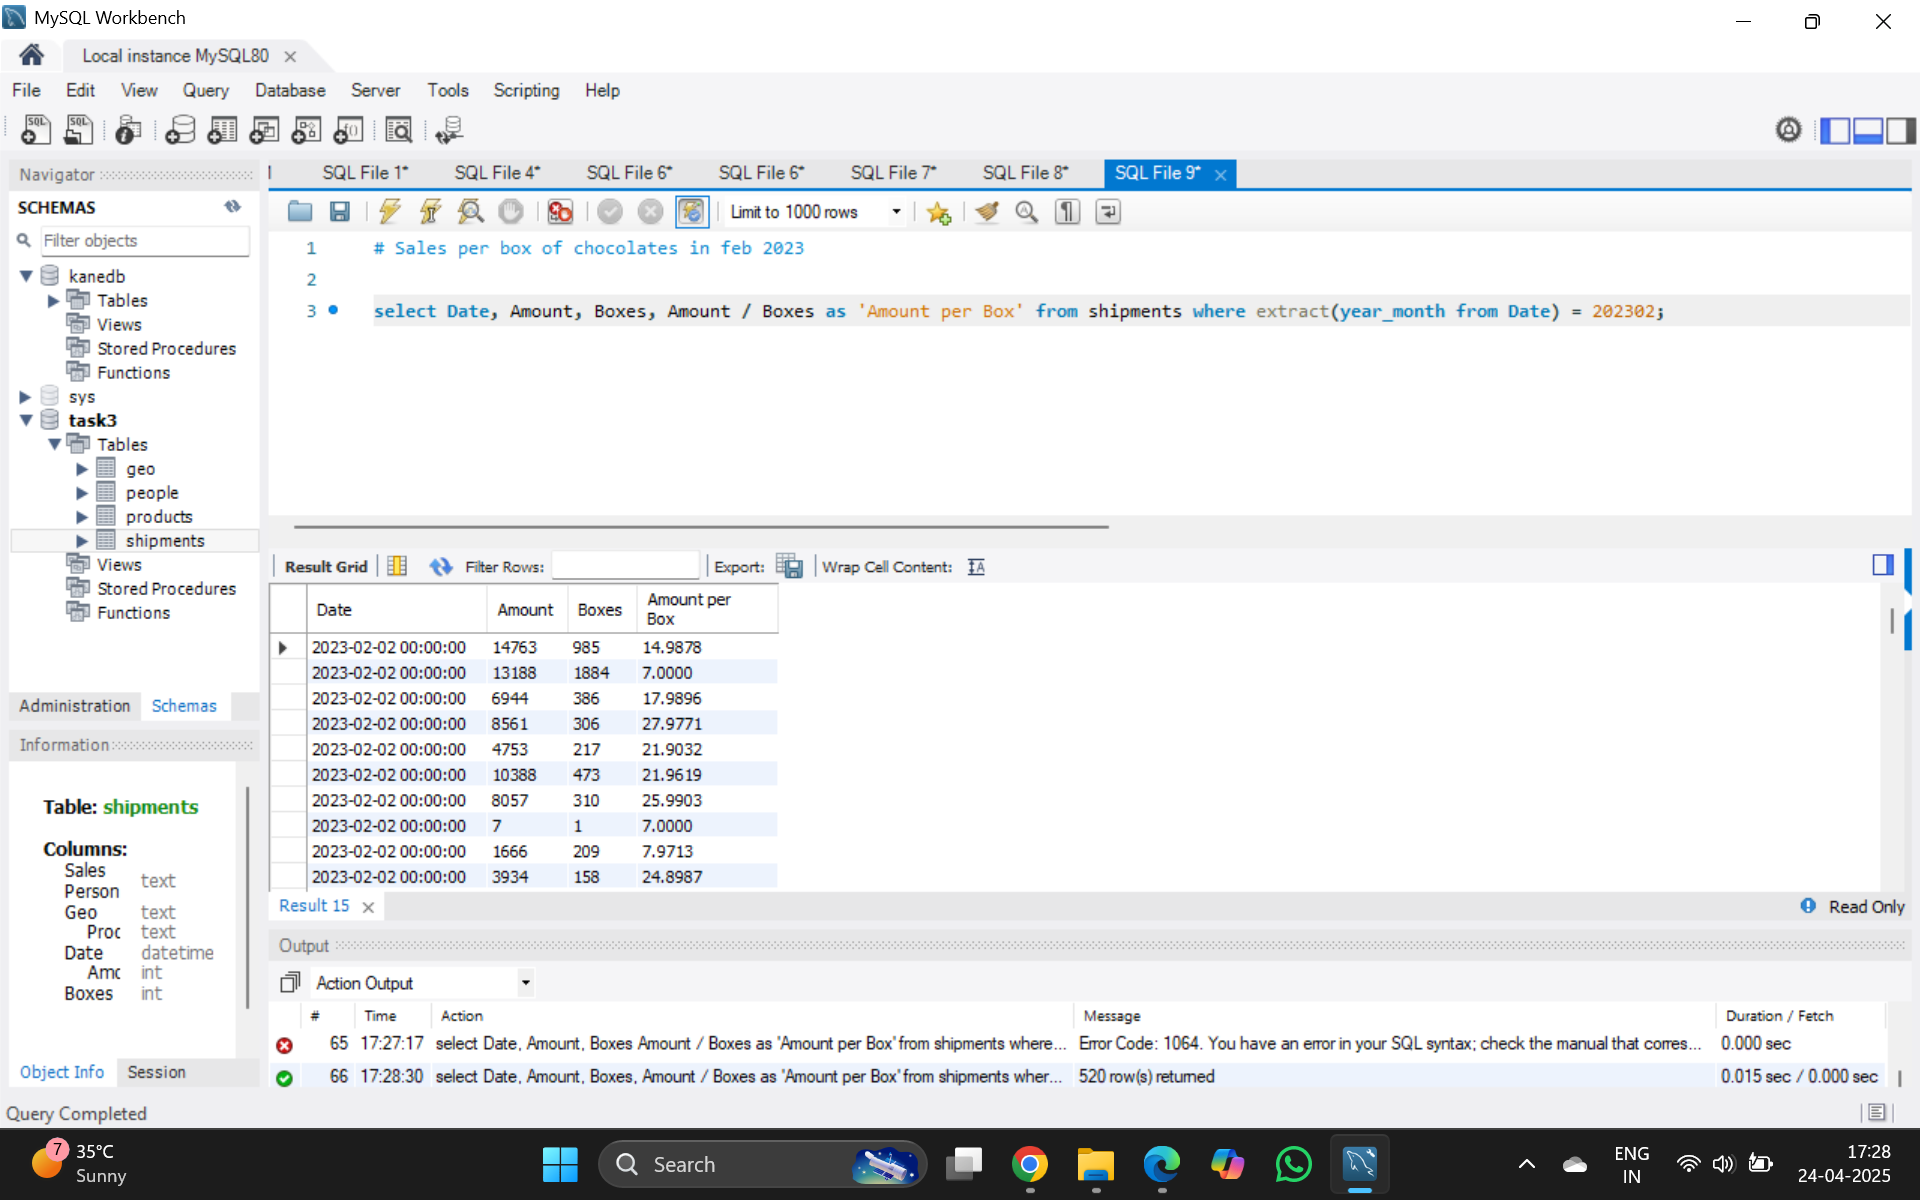 MySQL Workbench
Local instance MySQL80
File Edit View Query Database Server Tools Scripting Help
Navigator
SCHEMAS
Filter objects
kanedb
Tables
Views
Stored Procedures
Functions
sys
task3
Tables
geo
people
products
shipments
Views
Stored Procedures
Functions
Administration Schemas
Information
Table: shipments
Columns:
Sales Person text
Geo text
Proc text
Date datetime
Amc int
Boxes int
Object Info Session
Query Completed
SQL File 1* SQL File 4* SQL File 6* SQL File 6* SQL File 7* SQL File 8* SQL File 9*
Limit to 1000 rows
1 # Sales per box of chocolates in feb 2023
2
3 select Date, Amount, Boxes, Amount / Boxes as 'Amount per Box' from shipments where extract(year_month from Date) = 202302;
Result Grid Filter Rows: Export: Wrap Cell Content:
Date Amount Boxes Amount per Box
2023-02-02 00:00:00 14763 985 14.9878
2023-02-02 00:00:00 13188 1884 7.0000
2023-02-02 00:00:00 6944 386 17.9896
2023-02-02 00:00:00 8561 306 27.9771
2023-02-02 00:00:00 4753 217 21.9032
2023-02-02 00:00:00 10388 473 21.9619
2023-02-02 00:00:00 8057 310 25.9903
2023-02-02 00:00:00 7 1 7.0000
2023-02-02 00:00:00 1666 209 7.9713
2023-02-02 00:00:00 3934 158 24.8987
Result 15
Read Only
Output
Action Output
# Time Action Message Duration / Fetch
65 17:27:17 select Date, Amount, Boxes Amount / Boxes as 'Amount per Box' from shipments where... Error Code: 1064. You have an error in your SQL syntax; check the manual that corres... 0.000 sec
66 17:28:30 select Date, Amount, Boxes, Amount / Boxes as 'Amount per Box' from shipments wher... 520 row(s) returned 0.015 sec / 0.000 sec
7
35°C
Sunny
Search
ENG
IN
17:28
24-04-2025